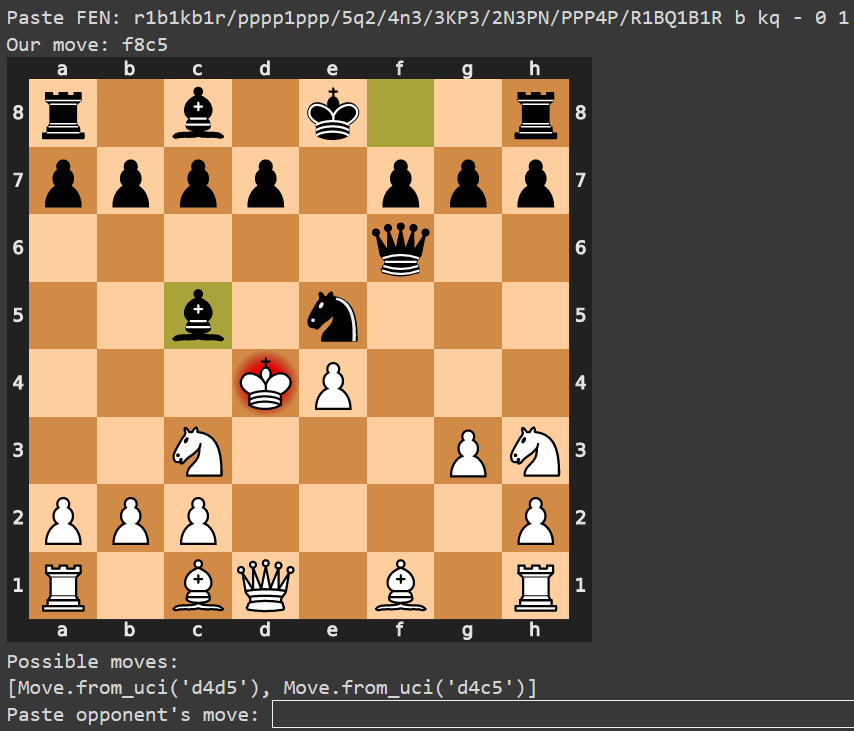 Paste FEN: r1b1kb1r/pppp1ppp/5q2/4n3/3KP3/2N3PN/PPP4P/R1BQ1B1R b kq - 0 1
Our move: f8c5
a b c d e f g h
8 8
7 7
6 6
5 5
4 4
3 3
2 2
1 1
a b c d e f g h
Possible moves:
[Move.from_uci('d4d5'), Move.from_uci('d4c5')]
Paste opponent's move: